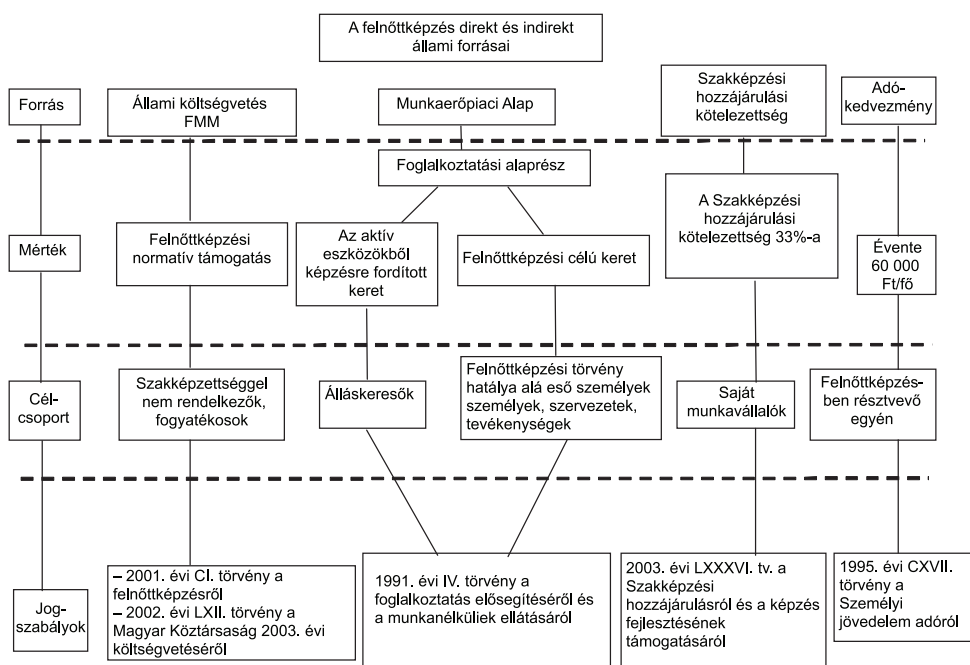 A felnőttképzés direkt és indirekt
állami forrásai
Forrás
Állami költségvetés
FMM
Munkaerőpiaci Alap
Szakképzési
hozzájárulási
kötelezettség
Adó-
kedvezmény
Foglalkoztatási alaprész
Mérték
Felnőttképzési
normatív támogatás
Az aktív
eszközökből
képzésre fordított
keret
Felnőttképzési célú keret
A Szakképzési
hozzájárulási
kötelezettség 33%-a
Évente
60 000
Ft/fő
Cél-
csoport
Szakképzettséggel
nem rendelkezők,
fogyatékosok
Álláskeresők
Felnőttképzési törvény
hatálya alá eső személyek
személyek, szervezetek,
tevékenységek
Saját
munkavállalók
Felnőttképzés-
ben résztvevő
egyén
Jog-
szabályok
– 2001. évi CI. törvény a
felnőttképzésről
– 2002. évi LXII. törvény a
Magyar Köztársaság 2003. évi
költségvetéséről
1991. évi IV. törvény a
foglalkoztatás elősegítéséről és
a munkanélküliek ellátásáról
2003. évi LXXXVI. tv. a
Szakképzési
hozzájárulásról és a képzés
fejlesztésének
támogatásáról
1995. évi CXVII.
törvény a
Személyi
jövedelem adóról